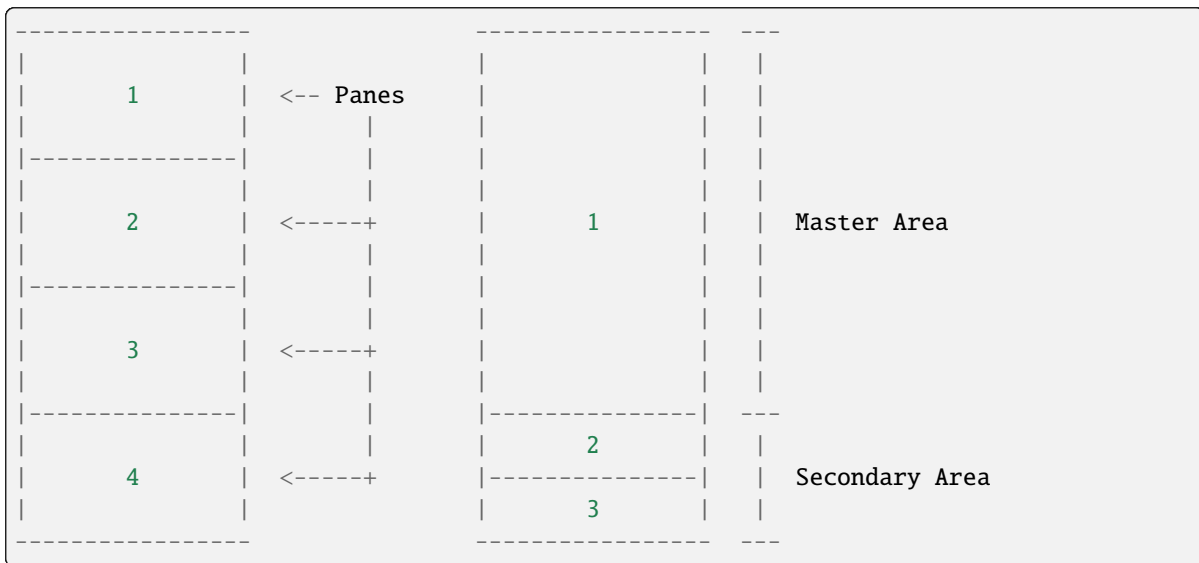 -----------------                         -----------------   ---
|               |                         |               |    |
|       1       |  <-- Panes              |               |    |
|               |         |               |               |    |
|---------------|         |               |               |    |
|               |         |               |               |    |
|       2       |  <------+               |       1       |    |  Master Area
|               |         |               |               |    |
|---------------|         |               |               |    |
|               |         |               |               |    |
|       3       |  <------+               |               |    |
|               |         |               |               |    |
|---------------|         |               |---------------|   ---
|               |         |               |       2       |    |
|       4       |  <------+               |---------------|    |  Secondary Area
|               |                         |       3       |    |
-----------------                         -----------------   ---